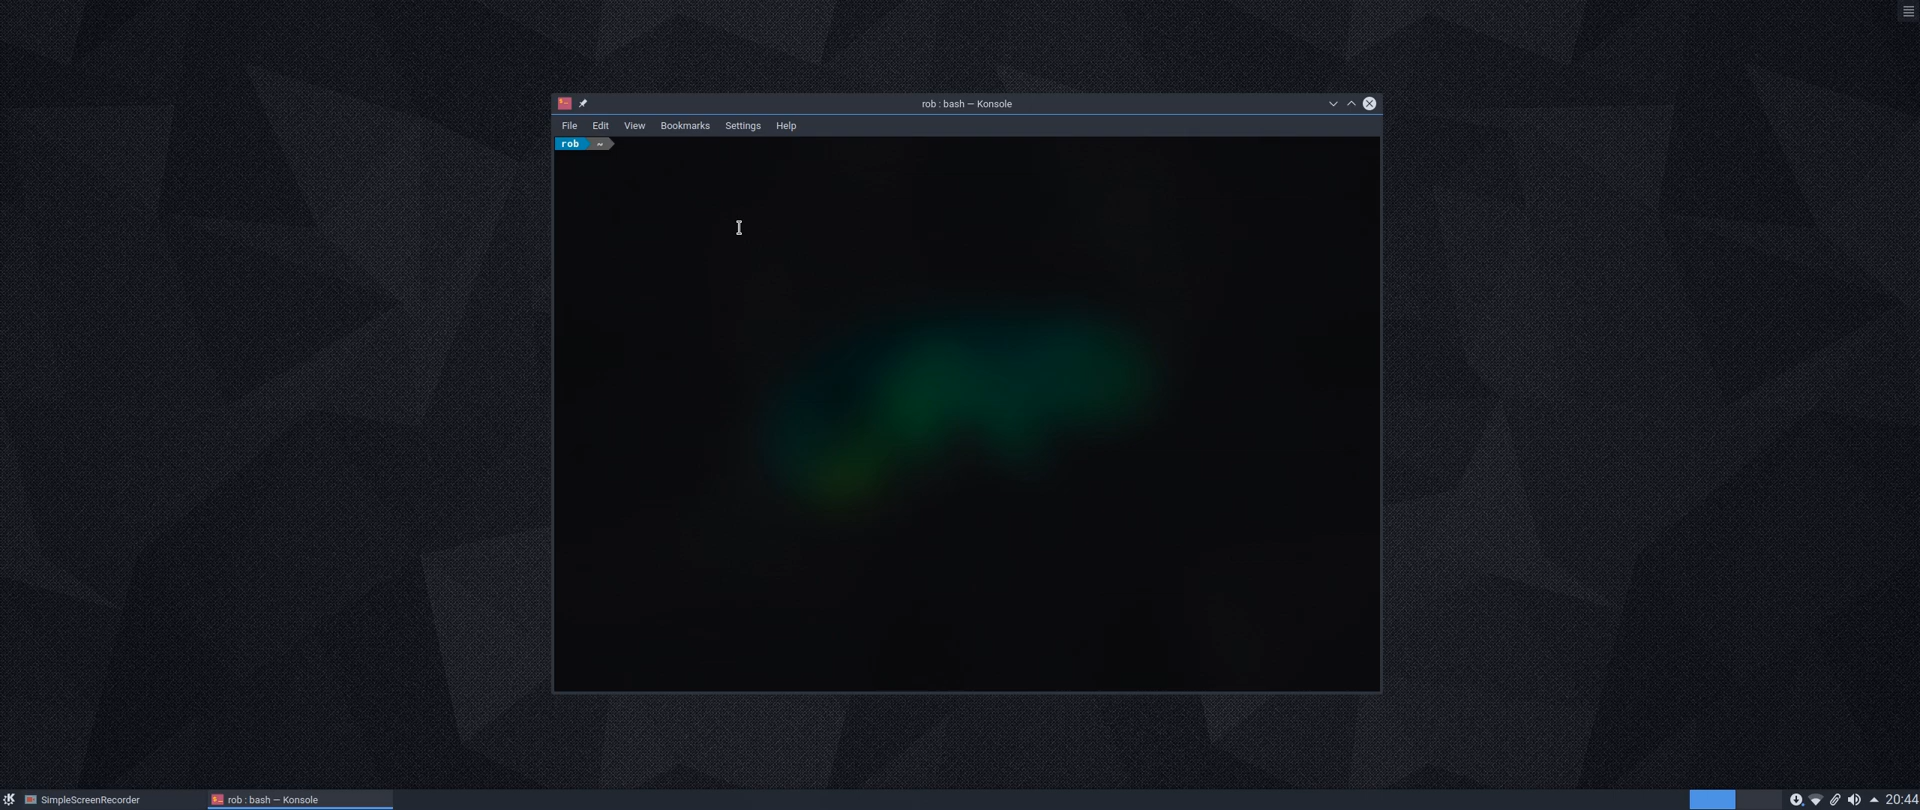 rob : bash — Konsole
File Edit View Bookmarks Settings Help
rob ~
SimpleScreenRecorder
rob : bash — Konsole
20:44